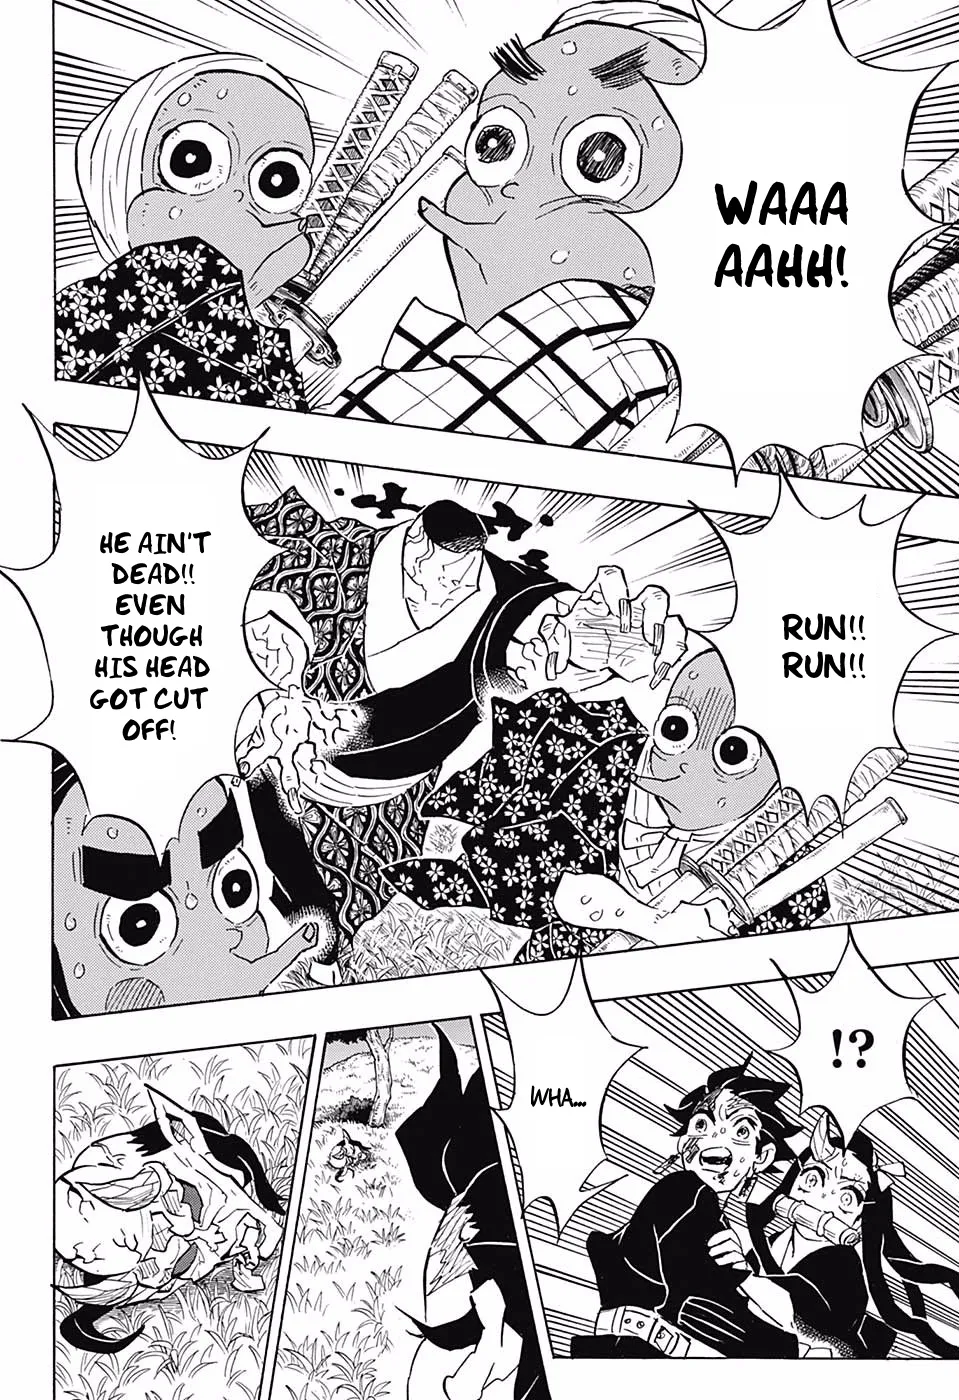 WAAA
AAHH!
RUN!!
RUN!!
HE AIN'T
DEAD!!
EVEN
THOUGH
HIS HEAD
GOT CUT
OFF!
!?
WHA...